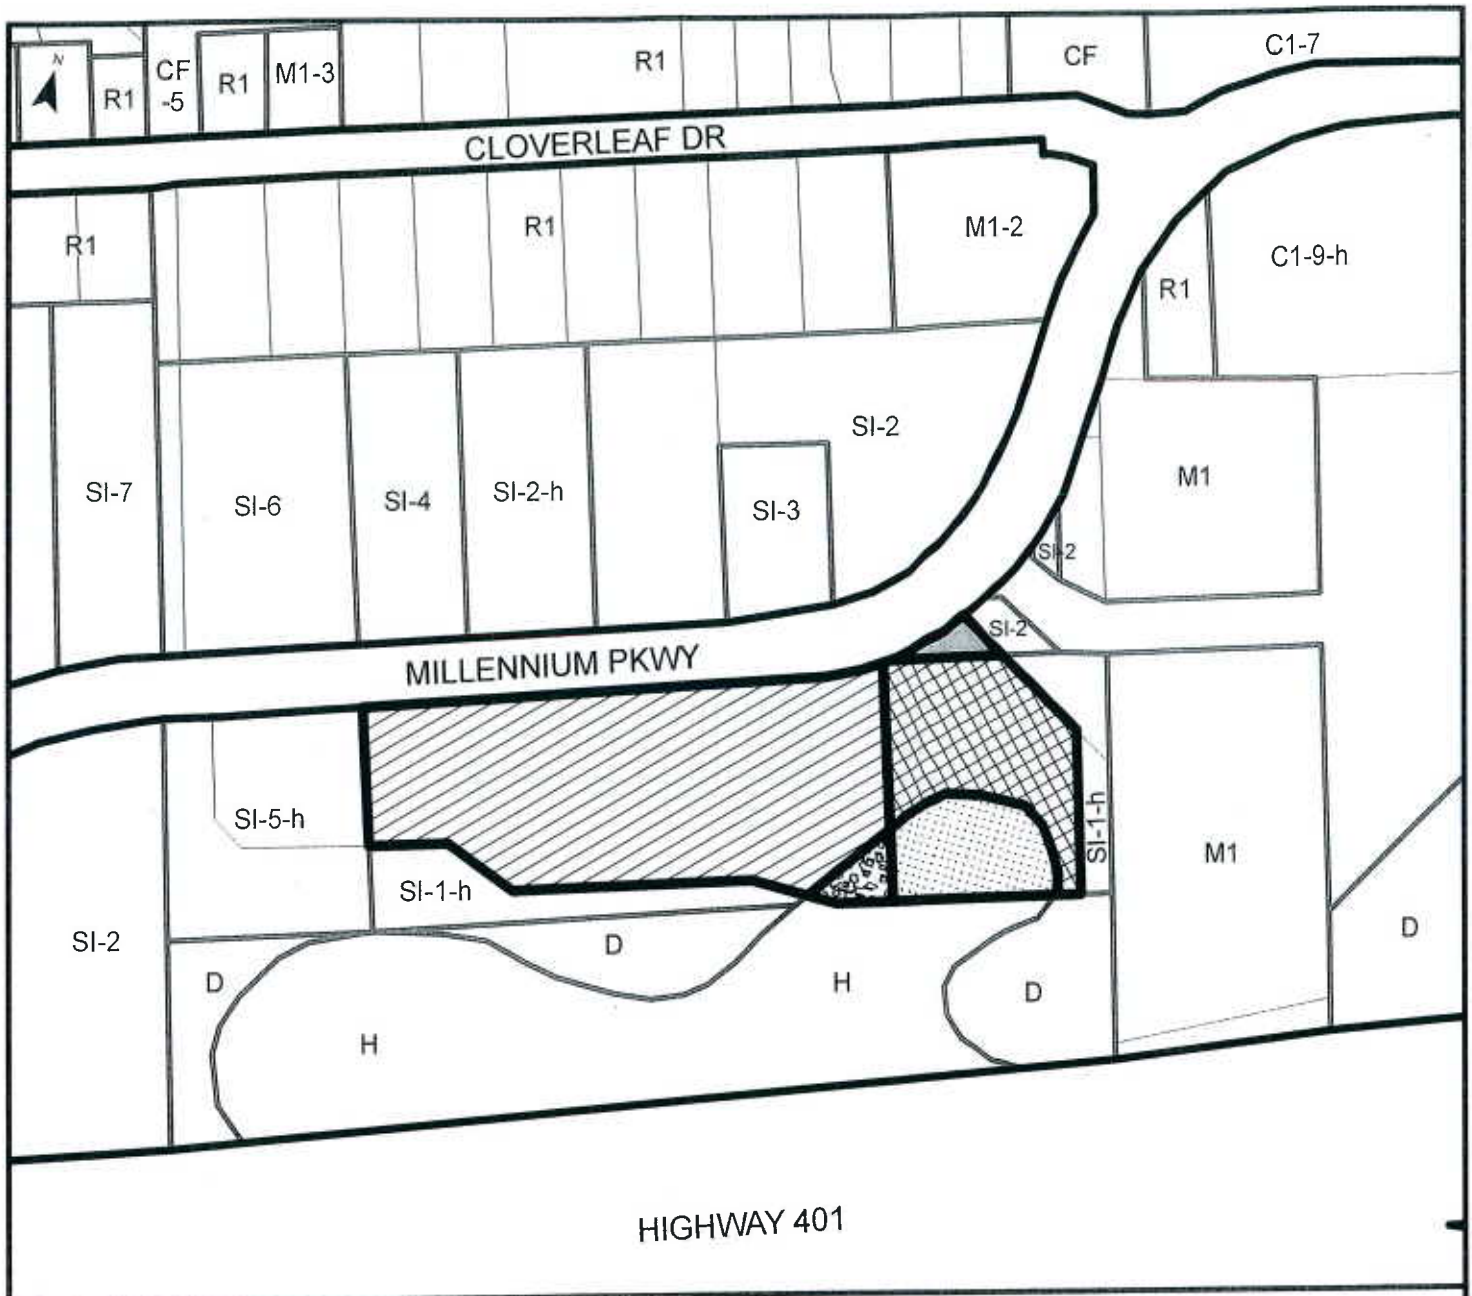 C1-7
CF
R1
CF
-5
M1-3
R1
R1
N
CLOVERLEAF DR
R1
M1-2
R1
C1-9-h
R1
SI-2
M1
SI-7
SI-6
SI-4
SI-2-h
SI-3
SI-2
SI-2
MILLENNIUM PKWY
SI-5-h
SI-1-h
M1
SI-1-h
SI-2
D
D
H
D
D
H
HIGHWAY 401